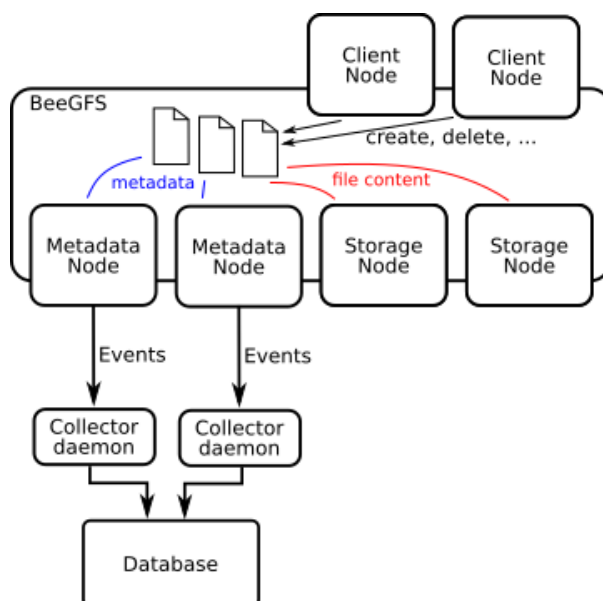 Client
Node
Client
Node
BeeGFS
create, delete, ...
metadata
file content
Metadata
Node
Metadata
Node
Storage
Node
Storage
Node
Events
Events
Collector
daemon
Collector
daemon
Database